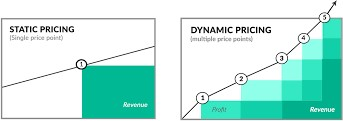 STATIC PRICING
(Single price point)
1
Revenue
DYNAMIC PRICING
(multiple price points)
5
4
3
2
1
Profit
Revenue